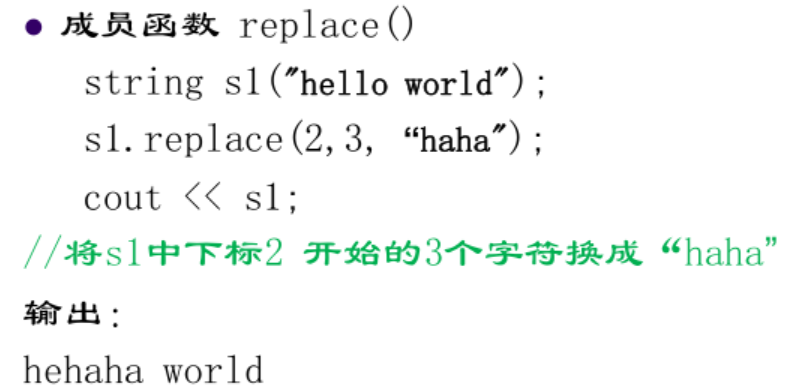 ● 成员函数 replace()
string s1("hello world");
s1.replace(2,3, “haha");
cout << s1;
//将s1中下标2 开始的3个字符换成“haha”
输出:
hehaha world